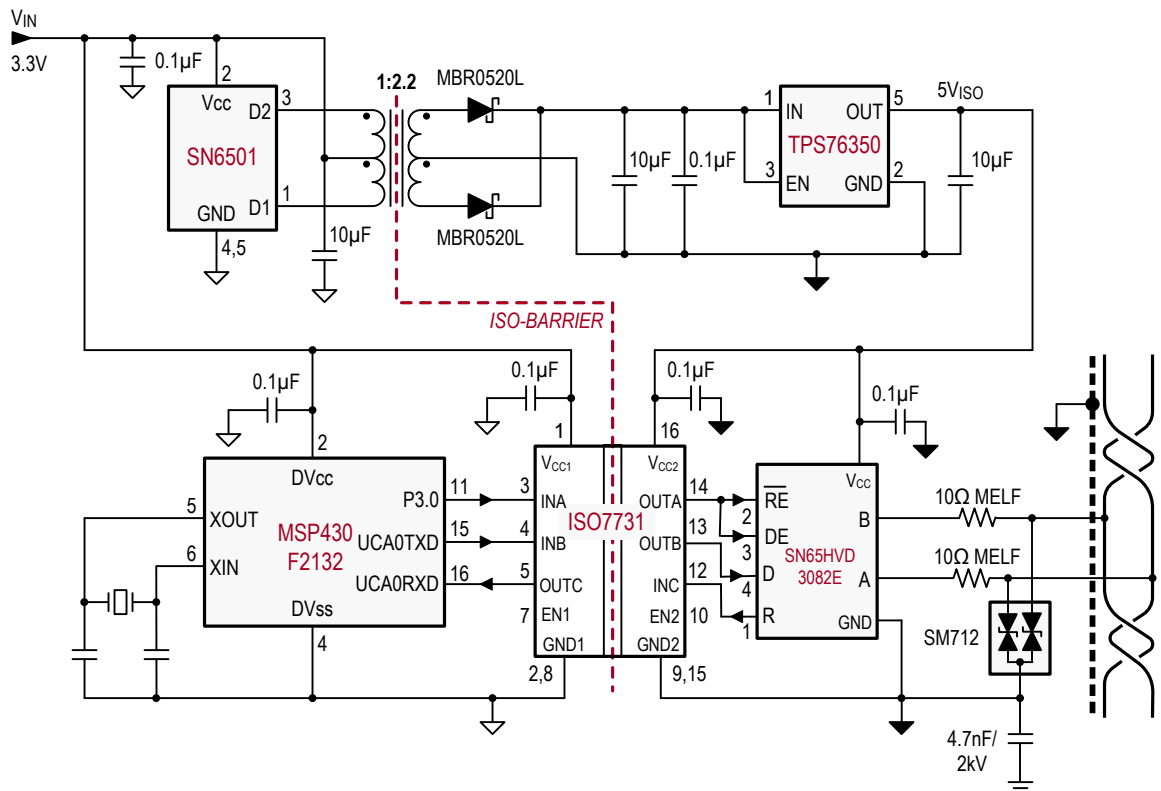 VIN
3.3V
0.1µF
2
VCC
D2
3
SN6501
D1
1
GND
4,5
10µF
1:2.2
MBR0520L
MBR0520L
10µF
0.1µF
1
IN
OUT
5
TPS76350
3
EN
GND
2
5VISO
10µF
ISO-BARRIER
0.1µF
2
DVCC
5
XOUT
6
XIN
MSP430
F2132
P3.0
11
UCA0TXD
15
UCA0RXD
16
DVSS
4
0.1µF
1
VCC1
3
INA
4
INB
5
OUTC
7
EN1
GND1
2,8
ISO7731
0.1µF
16
VCC2
OUTA
14
OUTB
13
INC
12
EN2
10
GND2
9,15
0.1µF
VCC
RE
2
DE
3
D
4
R
1
SN65HVD
3082E
B
A
GND
10Ω MELF
10Ω MELF
SM712
4.7nF/
2kV